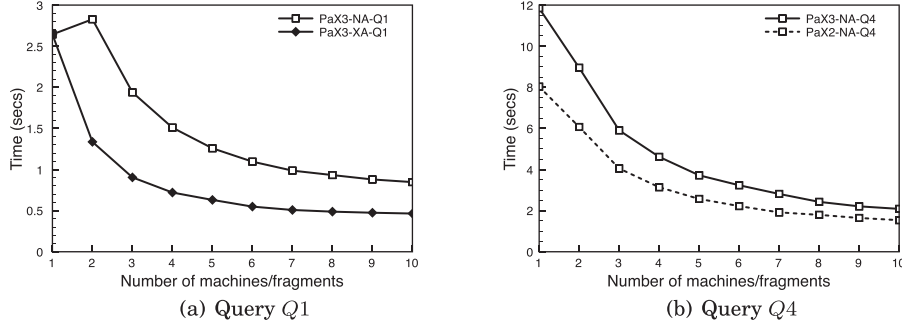 3
2.5
2
1.5
1
0.5
0
Time (secs)
PaX3-NA-Q1
PaX3-XA-Q1
1 2 3 4 5 6 7 8 9 10
Number of machines/fragments
(a) Query Q1
12
10
8
6
4
2
0
Time (secs)
PaX3-NA-Q4
PaX2-NA-Q4
1 2 3 4 5 6 7 8 9 10
Number of machines/fragments
(b) Query Q4